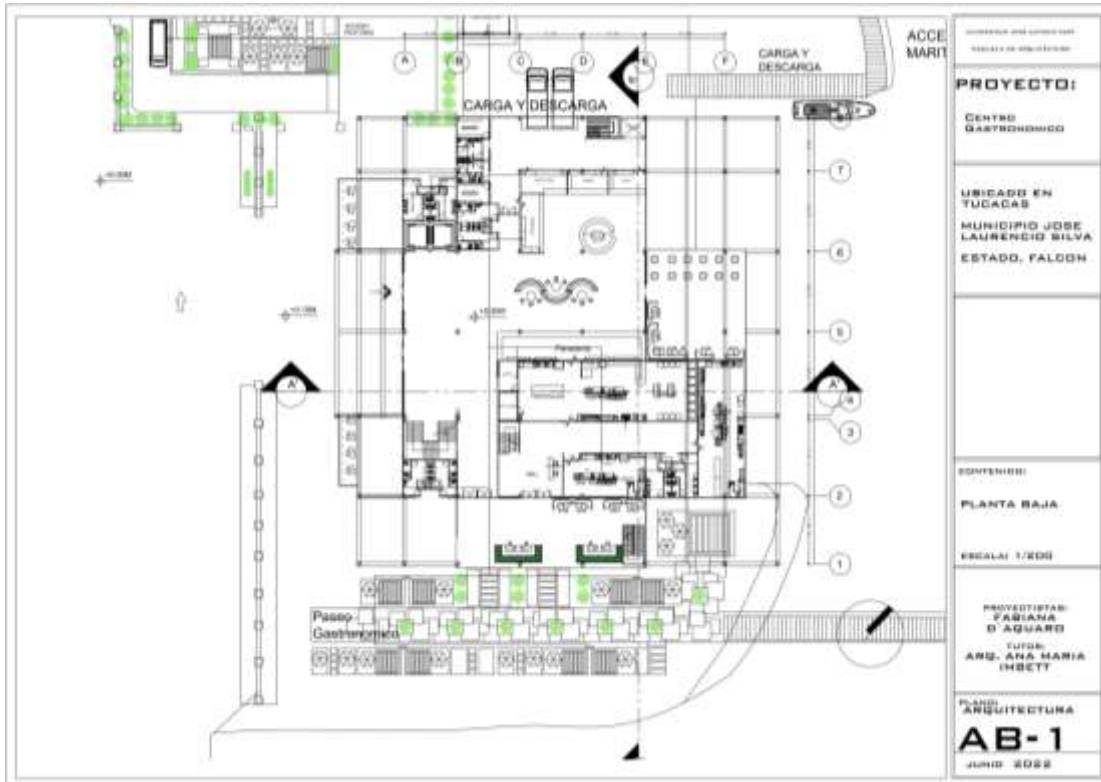 ACCE
MARIT
CARGA Y
DESCARGA
A
B
C
D
E
F
CARGA Y DESCARGA
7
6
5
A'
A'
4
3
2
1
Paseo
Gastronomico
PROYECTO:
CENTRO
GASTRONOMICO
UBICADO EN
TUCACAS
MUNICIPIO JOSE
LAURENCIO SILVA
ESTADO, FALCON
CONTENIDO:
PLANTA BAJA
ESCALA: 1/200
PROYECTISTAS:
FABIANA
D'AQUARO
TUTOR:
ARQ. ANA MARIA
IMBETT
PLANO:
ARQUITECTURA
AB-1
JUNIO 2022